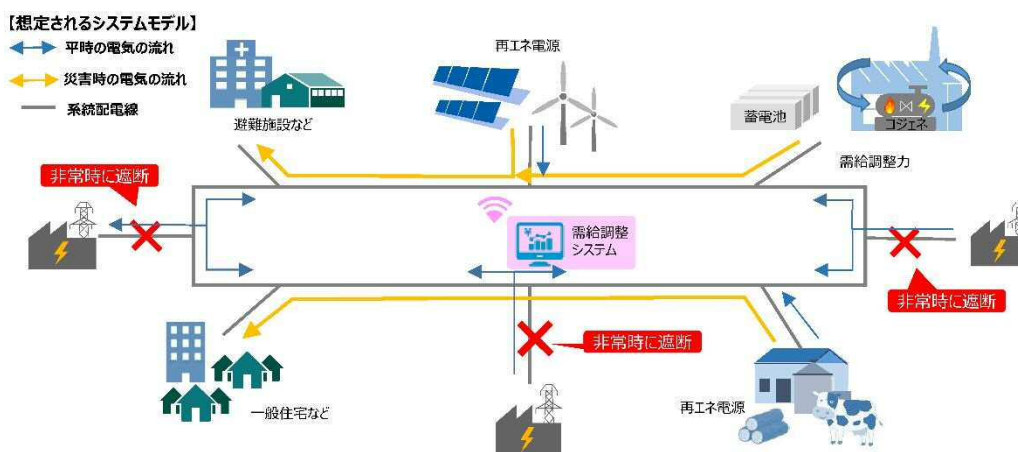 【想定されるシステムモデル】
平時の電気の流れ
災害時の電気の流れ
系統配電線
避難施設など
再エネ電源
蓄電池
コジェネ
需給調整力
非常時に遮断
需給調整
システム
非常時に遮断
非常時に遮断
一般住宅など
再エネ電源